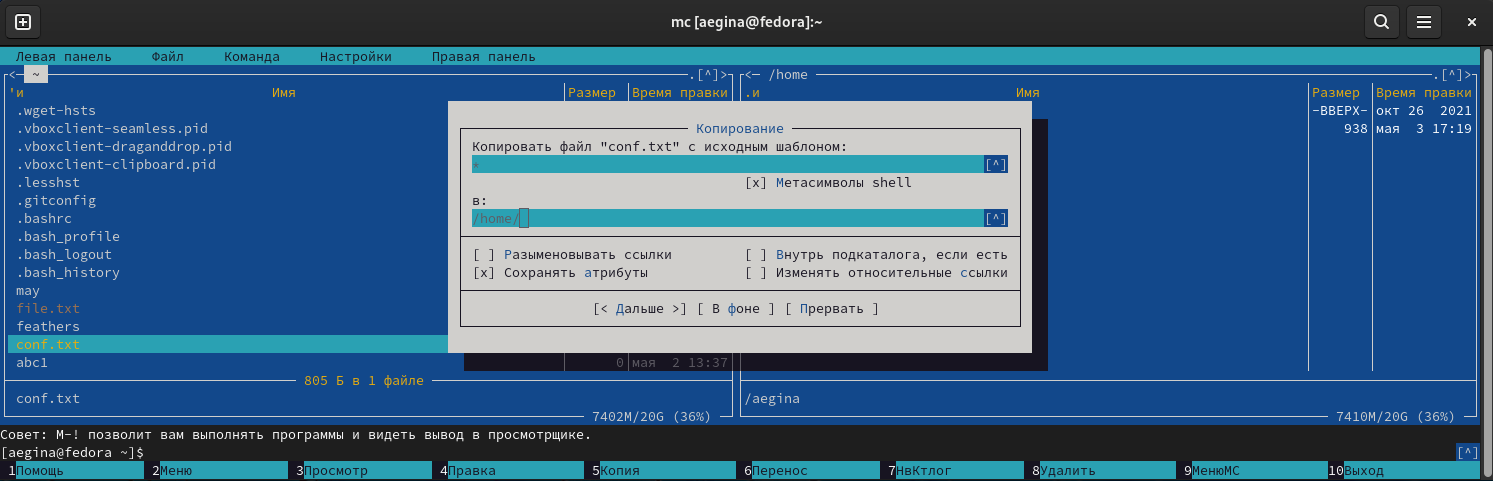 mc [aegina@fedora]:~
Левая панель Файл Команда Настройки Правая панель
<─ ~ .[^]> <─ /home .[^]>
'и Имя Размер Время правки .и Имя Размер Время правки
.wget-hsts -ВВЕРХ- окт 26 2021
.vboxclient-seamless.pid 938 мая 3 17:19
.vboxclient-draganddrop.pid
.vboxclient-clipboard.pid
.lesshst
.gitconfig
.bashrc
.bash_profile
.bash_logout
.bash_history
may
file.txt
feathers
conf.txt
abc1 0 мая 2 13:37
805 Б в 1 файле
conf.txt /aegina
7402M/20G (36%) 7410M/20G (36%)
Копирование
Копировать файл "conf.txt" с исходным шаблоном:
* [^]
[x] Метасимволы shell
в:
/home/ [^]
[ ] Разыменовывать ссылки [ ] Внутрь подкаталога, если есть
[x] Сохранять атрибуты [ ] Изменять относительные ссылки
[< Дальше >] [ В фоне ] [ Прервать ]
Совет: M-! позволит вам выполнять программы и видеть вывод в просмотрщике.
[aegina@fedora ~]$ [^]
1Помощь 2Меню 3Просмотр 4Правка 5Копия 6Перенос 7НвКтлог 8Удалить 9МенюMC 10Выход